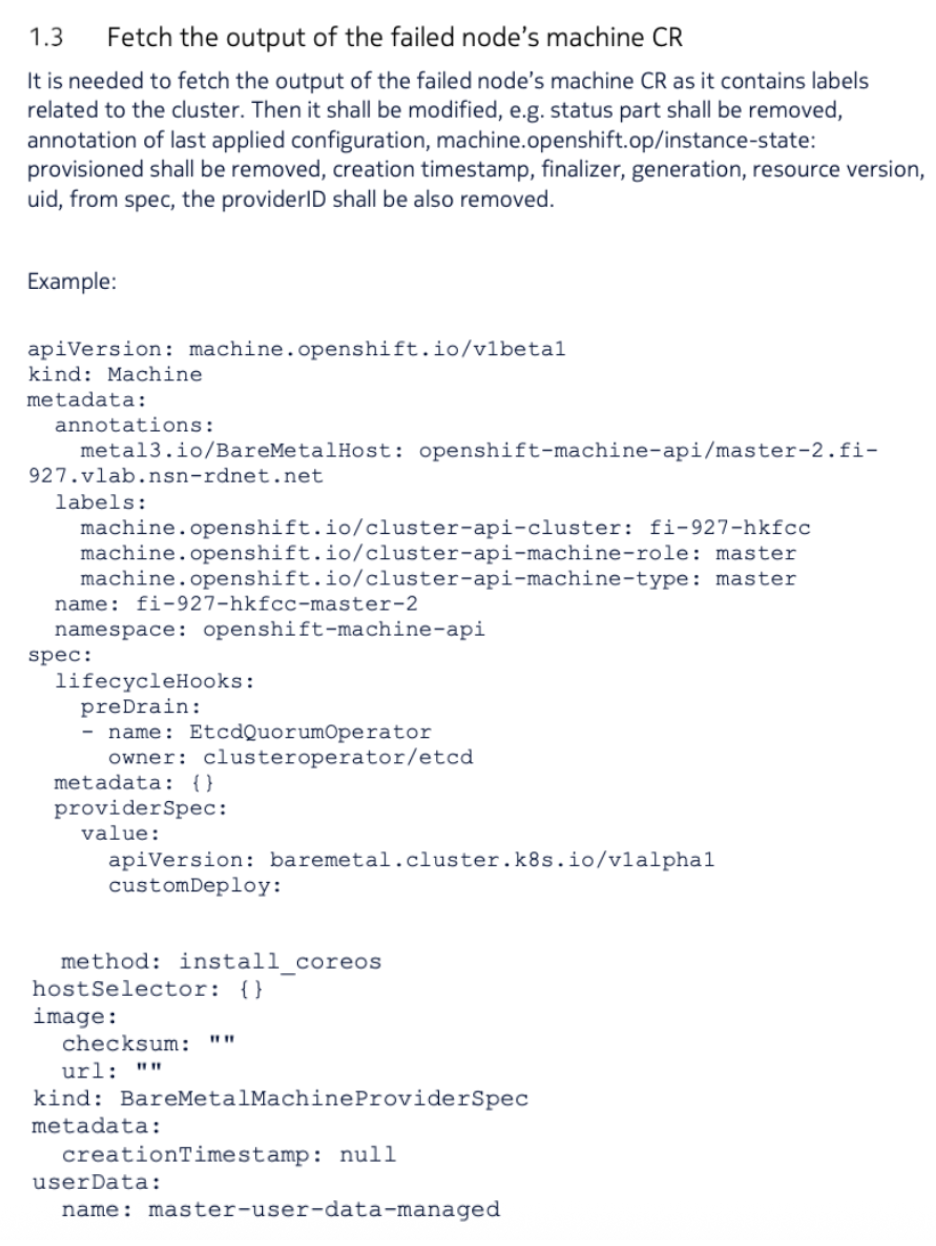 1.3 Fetch the output of the failed node's machine CR
It is needed to fetch the output of the failed node's machine CR as it contains labels
related to the cluster. Then it shall be modified, e.g. status part shall be removed,
annotation of last applied configuration, machine.openshift.op/instance-state:
provisioned shall be removed, creation timestamp, finalizer, generation, resource version,
uid, from spec, the providerID shall be also removed.
Example:
apiVersion: machine.openshift.io/v1beta1
kind: Machine
metadata:
  annotations:
    metal3.io/BareMetalHost: openshift-machine-api/master-2.fi-
927.vlab.nsn-rdnet.net
  labels:
    machine.openshift.io/cluster-api-cluster: fi-927-hkfcc
    machine.openshift.io/cluster-api-machine-role: master
    machine.openshift.io/cluster-api-machine-type: master
  name: fi-927-hkfcc-master-2
  namespace: openshift-machine-api
spec:
  lifecycleHooks:
    preDrain:
    - name: EtcdQuorumOperator
      owner: clusteroperator/etcd
  metadata: {}
  providerSpec:
    value:
      apiVersion: baremetal.cluster.k8s.io/v1alpha1
      customDeploy:
  method: install_coreos
hostSelector: {}
image:
  checksum: ""
  url: ""
kind: BareMetalMachineProviderSpec
metadata:
  creationTimestamp: null
userData:
  name: master-user-data-managed